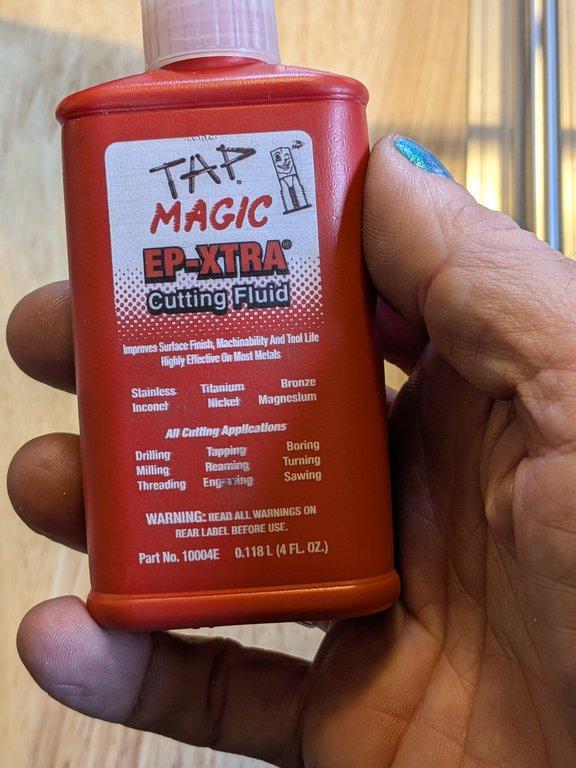 TAP
MAGIC
EP-XTRA
Cutting Fluid
Improves Surface Finish, Machinability And Tool Life
Highly Effective On Most Metals
Stainless Titanium Bronze
Inconel Nickel Magnesium
All Cutting Applications
Drilling Tapping Boring
Milling Reaming Turning
Threading Engraving Sawing
WARNING: READ ALL WARNINGS ON
REAR LABEL BEFORE USE.
Part No. 10004E 0.118 L (4 FL. OZ.)